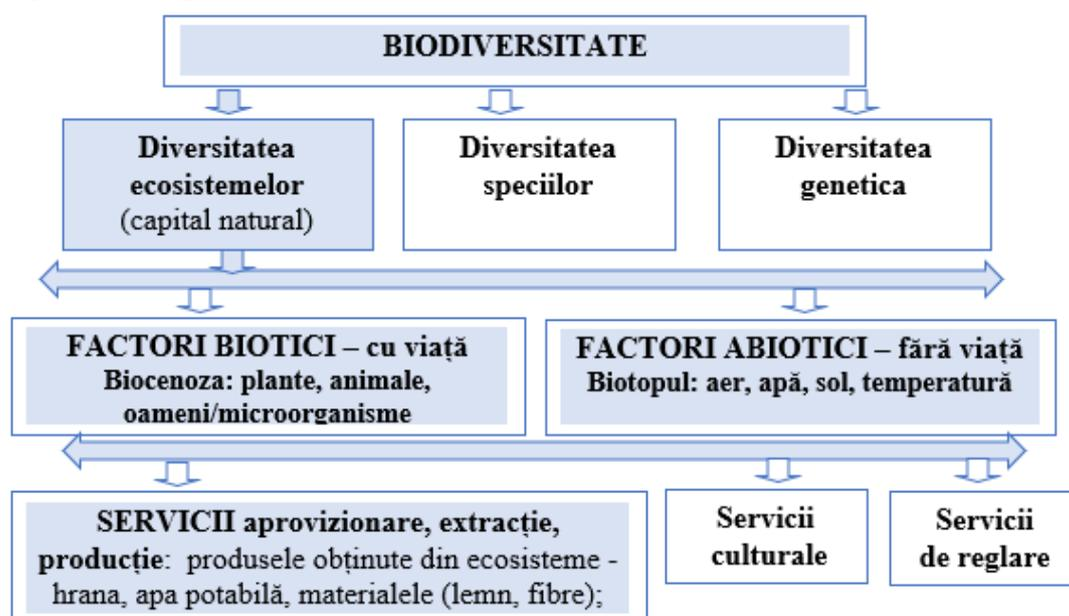 BIODIVERSITATE
Diversitatea
ecosistemelor
(capital natural)
Diversitatea
speciilor
Diversitatea
genetica
FACTORI BIOTICI – cu viață
Biocenoza: plante, animale,
oameni/microorganisme
FACTORI ABIOTICI – fără viață
Biotopul: aer, apă, sol, temperatură
SERVICII aprovizionare, extracție,
producție: produsele obținute din ecosisteme -
hrana, apa potabilă, materialele (lemn, fibre);
Servicii
culturale
Servicii
de reglare